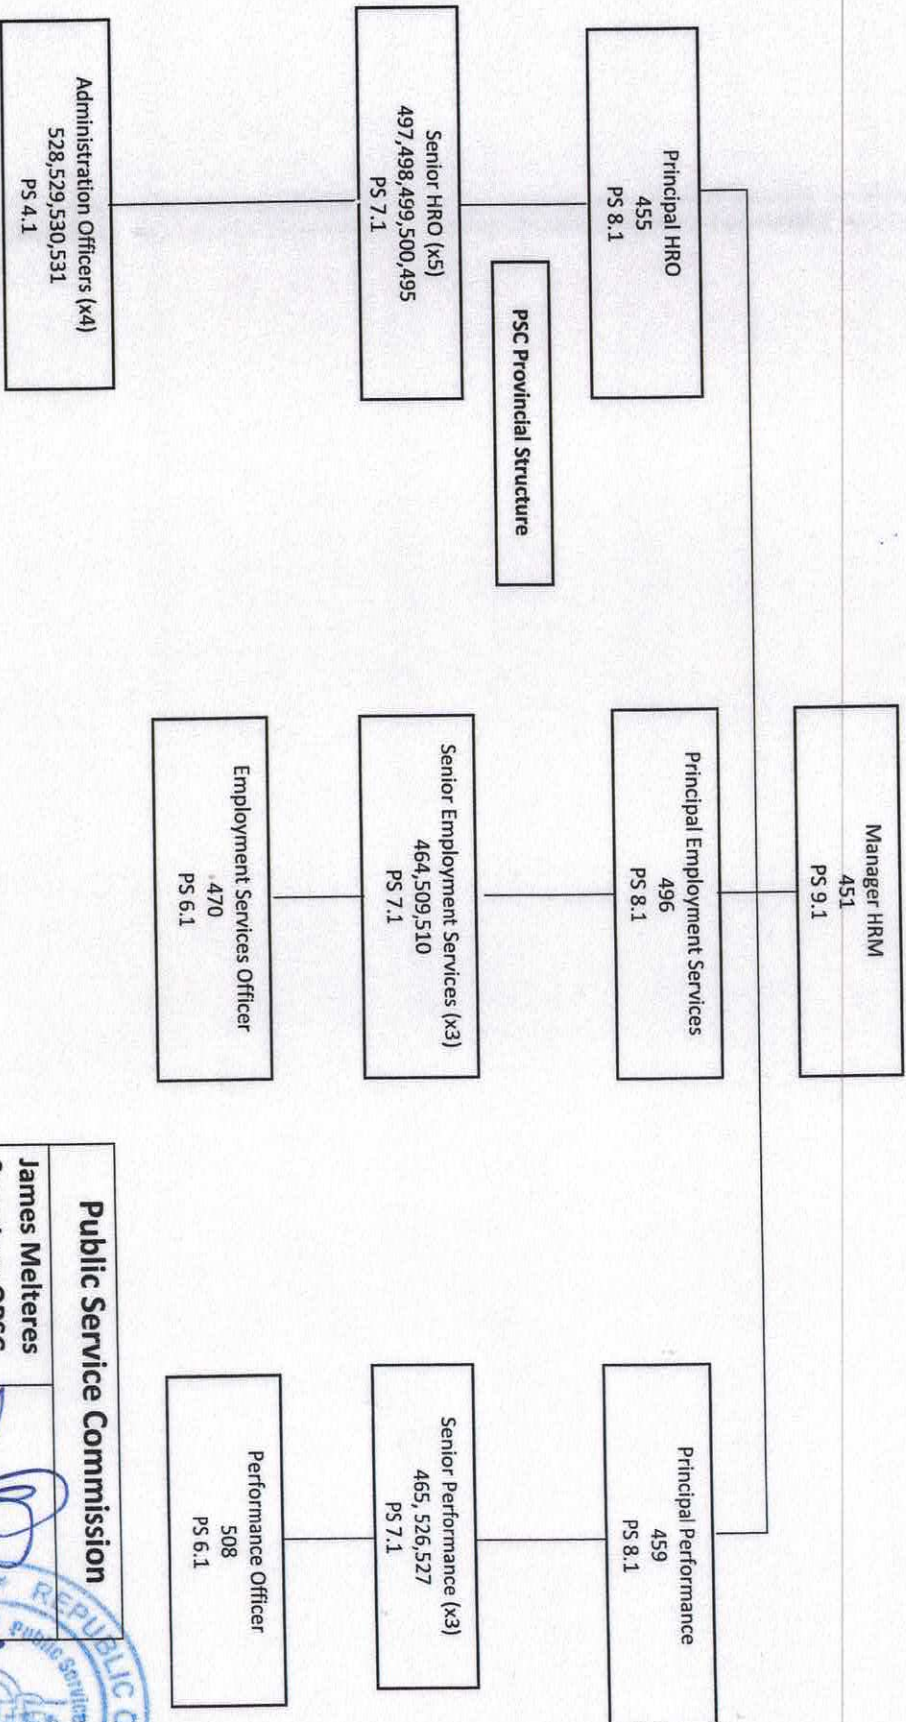 Manager HRM
451
PS 9.1
Principal HRO
455
PS 8.1
Principal Employment Services
496
PS 8.1
Principal Performance
459
PS 8.1
PSC Provincial Structure
Senior HRO (x5)
497,498,499,500,495
PS 7.1
Senior Employment Services (x3)
464,509,510
PS 7.1
Senior Performance (x3)
465, 526,527
PS 7.1
Administration Officers (x4)
528,529,530,531
PS 4.1
Employment Services Officer
470
PS 6.1
Performance Officer
508
PS 6.1
Public Service Commission
James Melteres
REPUBLIC
Public Service